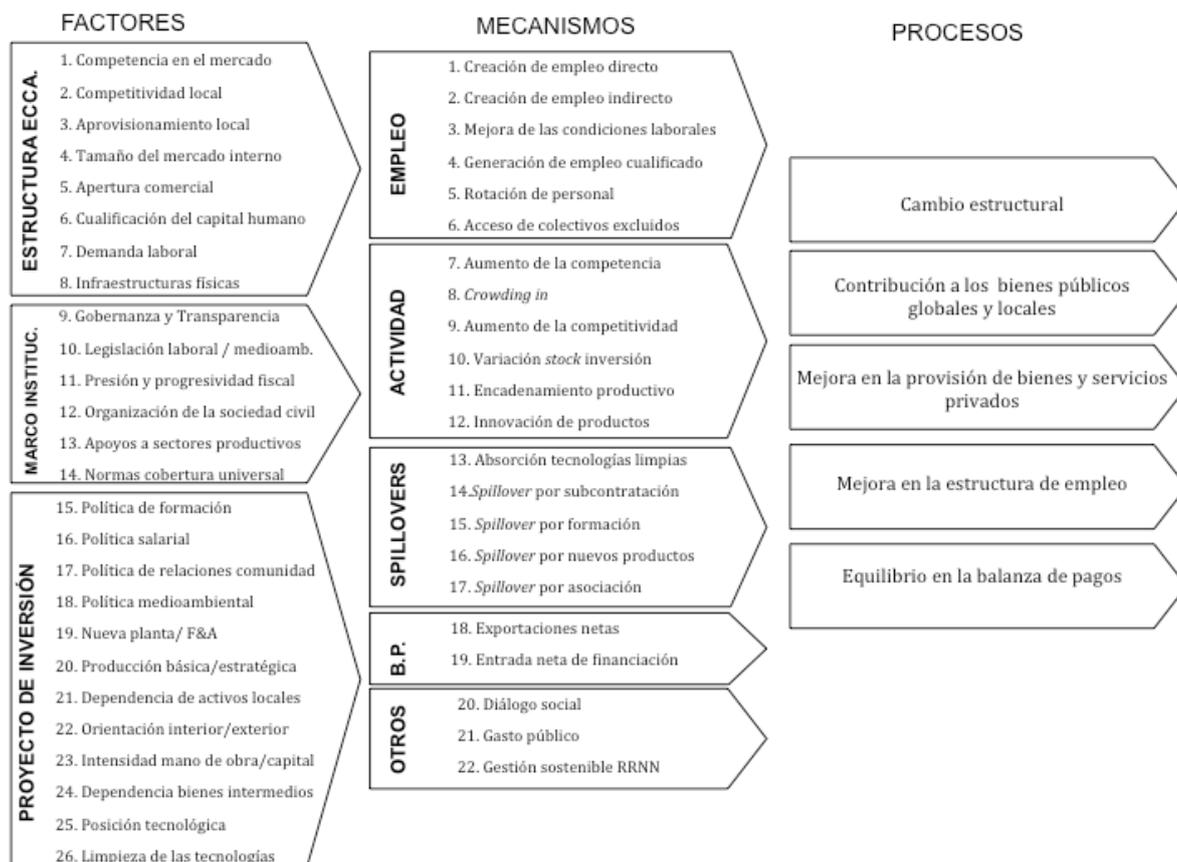 FACTORES
ESTRUCTURA ECCA.
1. Competencia en el mercado
2. Competitividad local
3. Aprovisionamiento local
4. Tamaño del mercado interno
5. Apertura comercial
6. Cualificación del capital humano
7. Demanda laboral
8. Infraestructuras físicas
MARCO INSTITUC.
9. Gobernanza y Transparencia
10. Legislación laboral / medioamb.
11. Presión y progresividad fiscal
12. Organización de la sociedad civil
13. Apoyos a sectores productivos
14. Normas cobertura universal
PROYECTO DE INVERSIÓN
15. Política de formación
16. Política salarial
17. Política de relaciones comunidad
18. Política medioambiental
19. Nueva planta/ F&A
20. Producción básica/estratégica
21. Dependencia de activos locales
22. Orientación interior/exterior
23. Intensidad mano de obra/capital
24. Dependencia bienes intermedios
25. Posición tecnológica
26. Limpieza de las tecnologías
MECANISMOS
EMPLEO
1. Creación de empleo directo
2. Creación de empleo indirecto
3. Mejora de las condiciones laborales
4. Generación de empleo cualificado
5. Rotación de personal
6. Acceso de colectivos excluidos
ACTIVIDAD
7. Aumento de la competencia
8. Crowding in
9. Aumento de la competitividad
10. Variación stock inversión
11. Encadenamiento productivo
12. Innovación de productos
SPILLOVERS
13. Absorción tecnologías limpias
14.Spillover por subcontratación
15. Spillover por formación
16. Spillover por nuevos productos
17. Spillover por asociación
B.P.
18. Exportaciones netas
19. Entrada neta de financiación
OTROS
20. Diálogo social
21. Gasto público
22. Gestión sostenible RRNN
PROCESOS
Cambio estructural
Contribución a los bienes públicos
globales y locales
Mejora en la provisión de bienes y servicios
privados
Mejora en la estructura de empleo
Equilibrio en la balanza de pagos